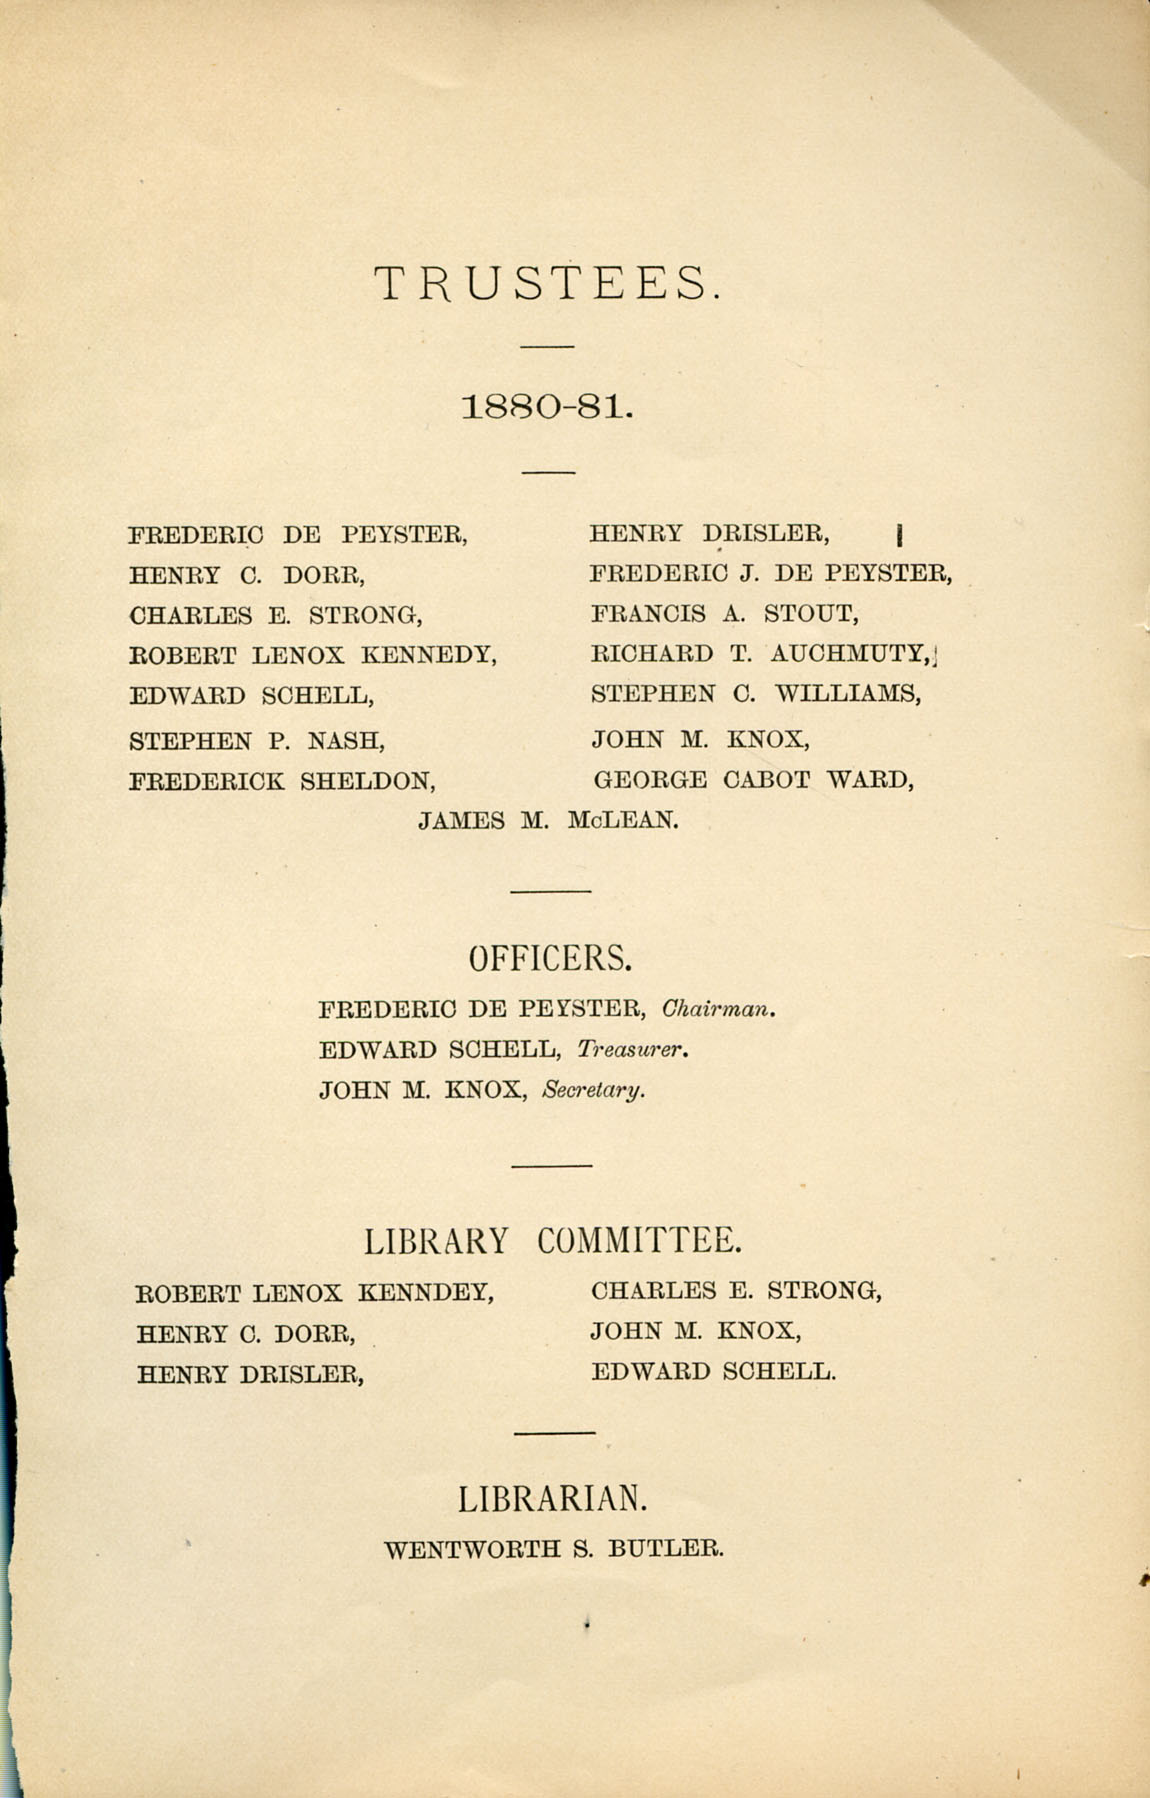 TRUSTEES.
1880-81.
FREDERIC DE PEYSTER,
HENRY C. DORR,
CHARLES E. STRONG,
ROBERT LENOX KENNEDY,
EDWARD SCHELL,
STEPHEN P. NASH,
FREDERICK SHELDON,
HENRY DRISLER,
FREDERIC J. DE PEYSTER,
FRANCIS A. STOUT,
RICHARD T. AUCHMUTY,
STEPHEN C. WILLIAMS,
JOHN M. KNOX,
GEORGE CABOT WARD,
JAMES M. McLEAN.
OFFICERS.
FREDERIC DE PEYSTER, Chairman.
EDWARD SCHELL, Treasurer.
JOHN M. KNOX, Secretary.
LIBRARY COMMITTEE.
ROBERT LENOX KENNDEY,
HENRY C. DORR,
HENRY DRISLER,
CHARLES E. STRONG,
JOHN M. KNOX,
EDWARD SCHELL.
LIBRARIAN.
WENTWORTH S. BUTLER.